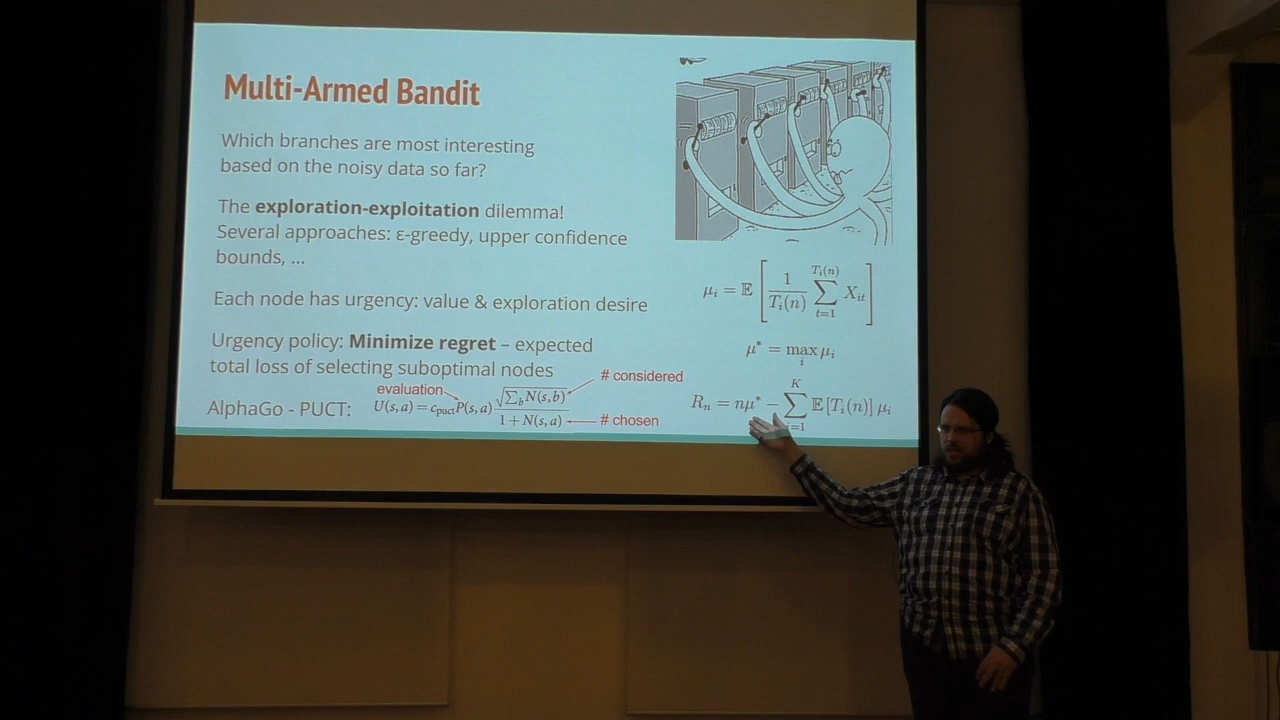 Multi-Armed Bandit
Which branches are most interesting
based on the noisy data so far?
The exploration-exploitation dilemma!
Several approaches: ε-greedy, upper confidence
bounds, ...
Each node has urgency: value & exploration desire
Urgency policy: Minimize regret – expected
total loss of selecting suboptimal nodes
AlphaGo - PUCT:
evaluation
U(s, a) = c_puct P(s, a) √(∑_b N(s, b)) / (1 + N(s, a))
# considered
# chosen
μ_i = 𝔼 [ 1/T_i(n) ∑_{t=1}^{T_i(n)} X_{it} ]
μ* = max_i μ_i
R_n = nμ* − ∑_{i=1}^{K} 𝔼 [T_i(n)] μ_i